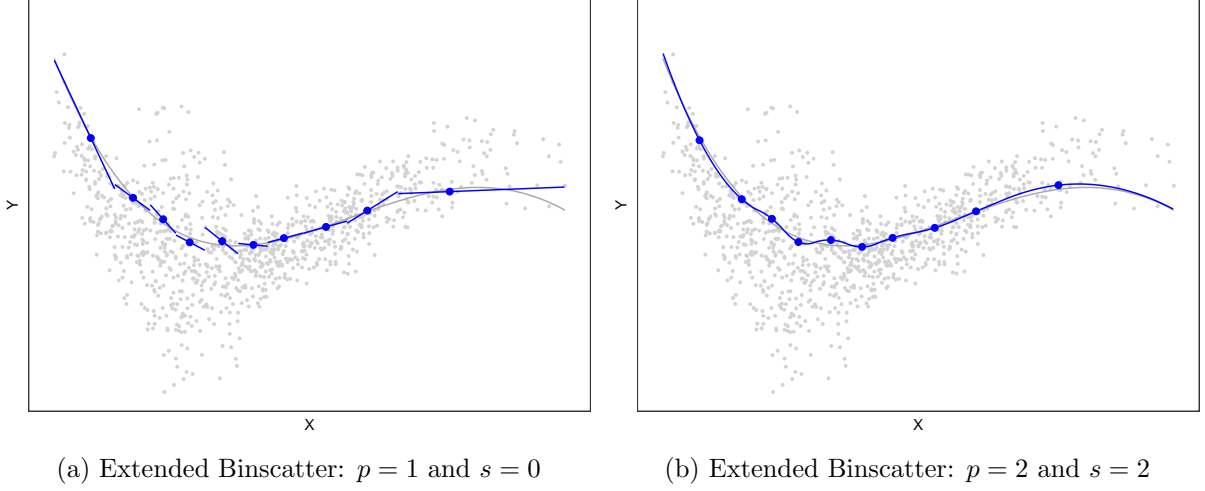 Y
X
Y
X
(a) Extended Binscatter: p = 1 and s = 0
(b) Extended Binscatter: p = 2 and s = 2